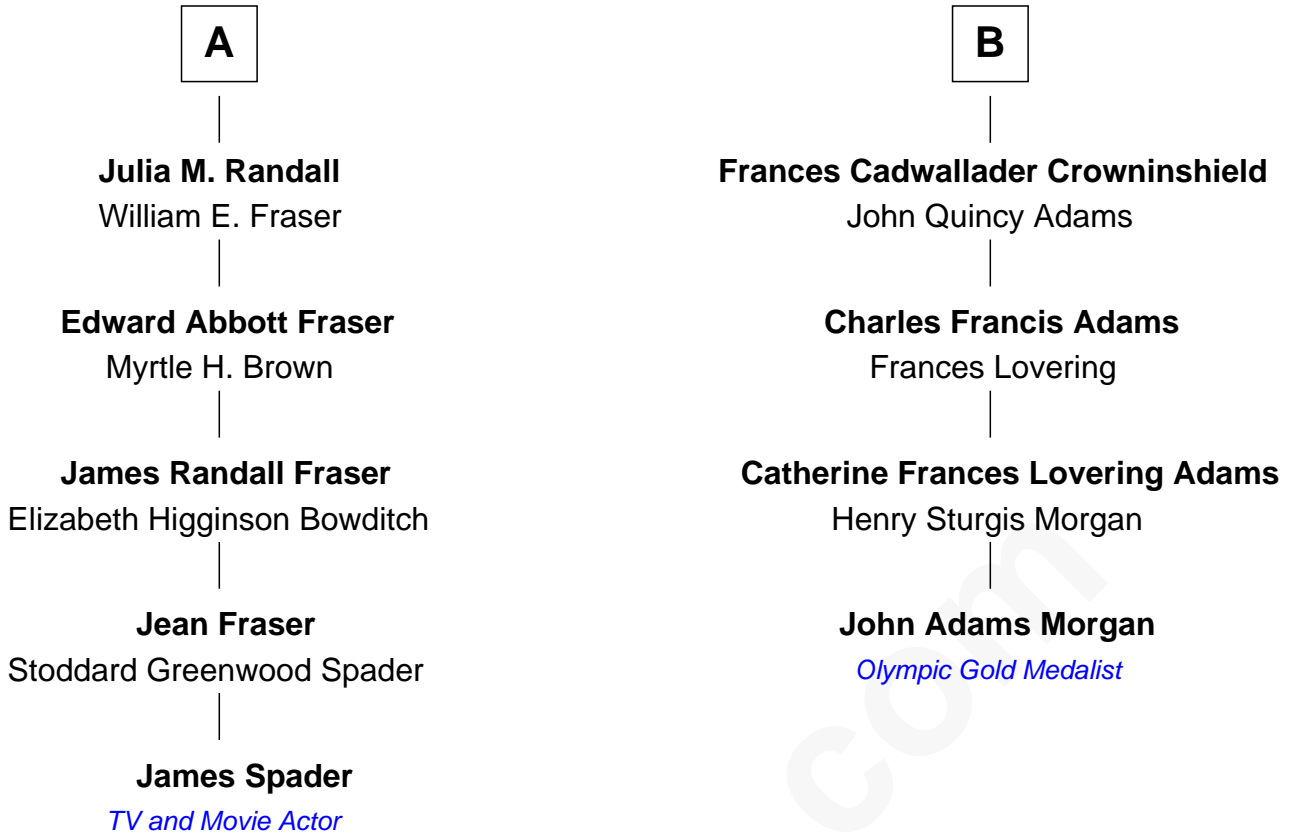 A
Julia M. Randall
William E. Fraser
Edward Abbott Fraser
Myrtle H. Brown
James Randall Fraser
Elizabeth Higginson Bowditch
Jean Fraser
Stoddard Greenwood Spader
James Spader
TV and Movie Actor
B
Frances Cadwallader Crowninshield
John Quincy Adams
Charles Francis Adams
Frances Lovering
Catherine Frances Lovering Adams
Henry Sturgis Morgan
John Adams Morgan
Olympic Gold Medalist
com